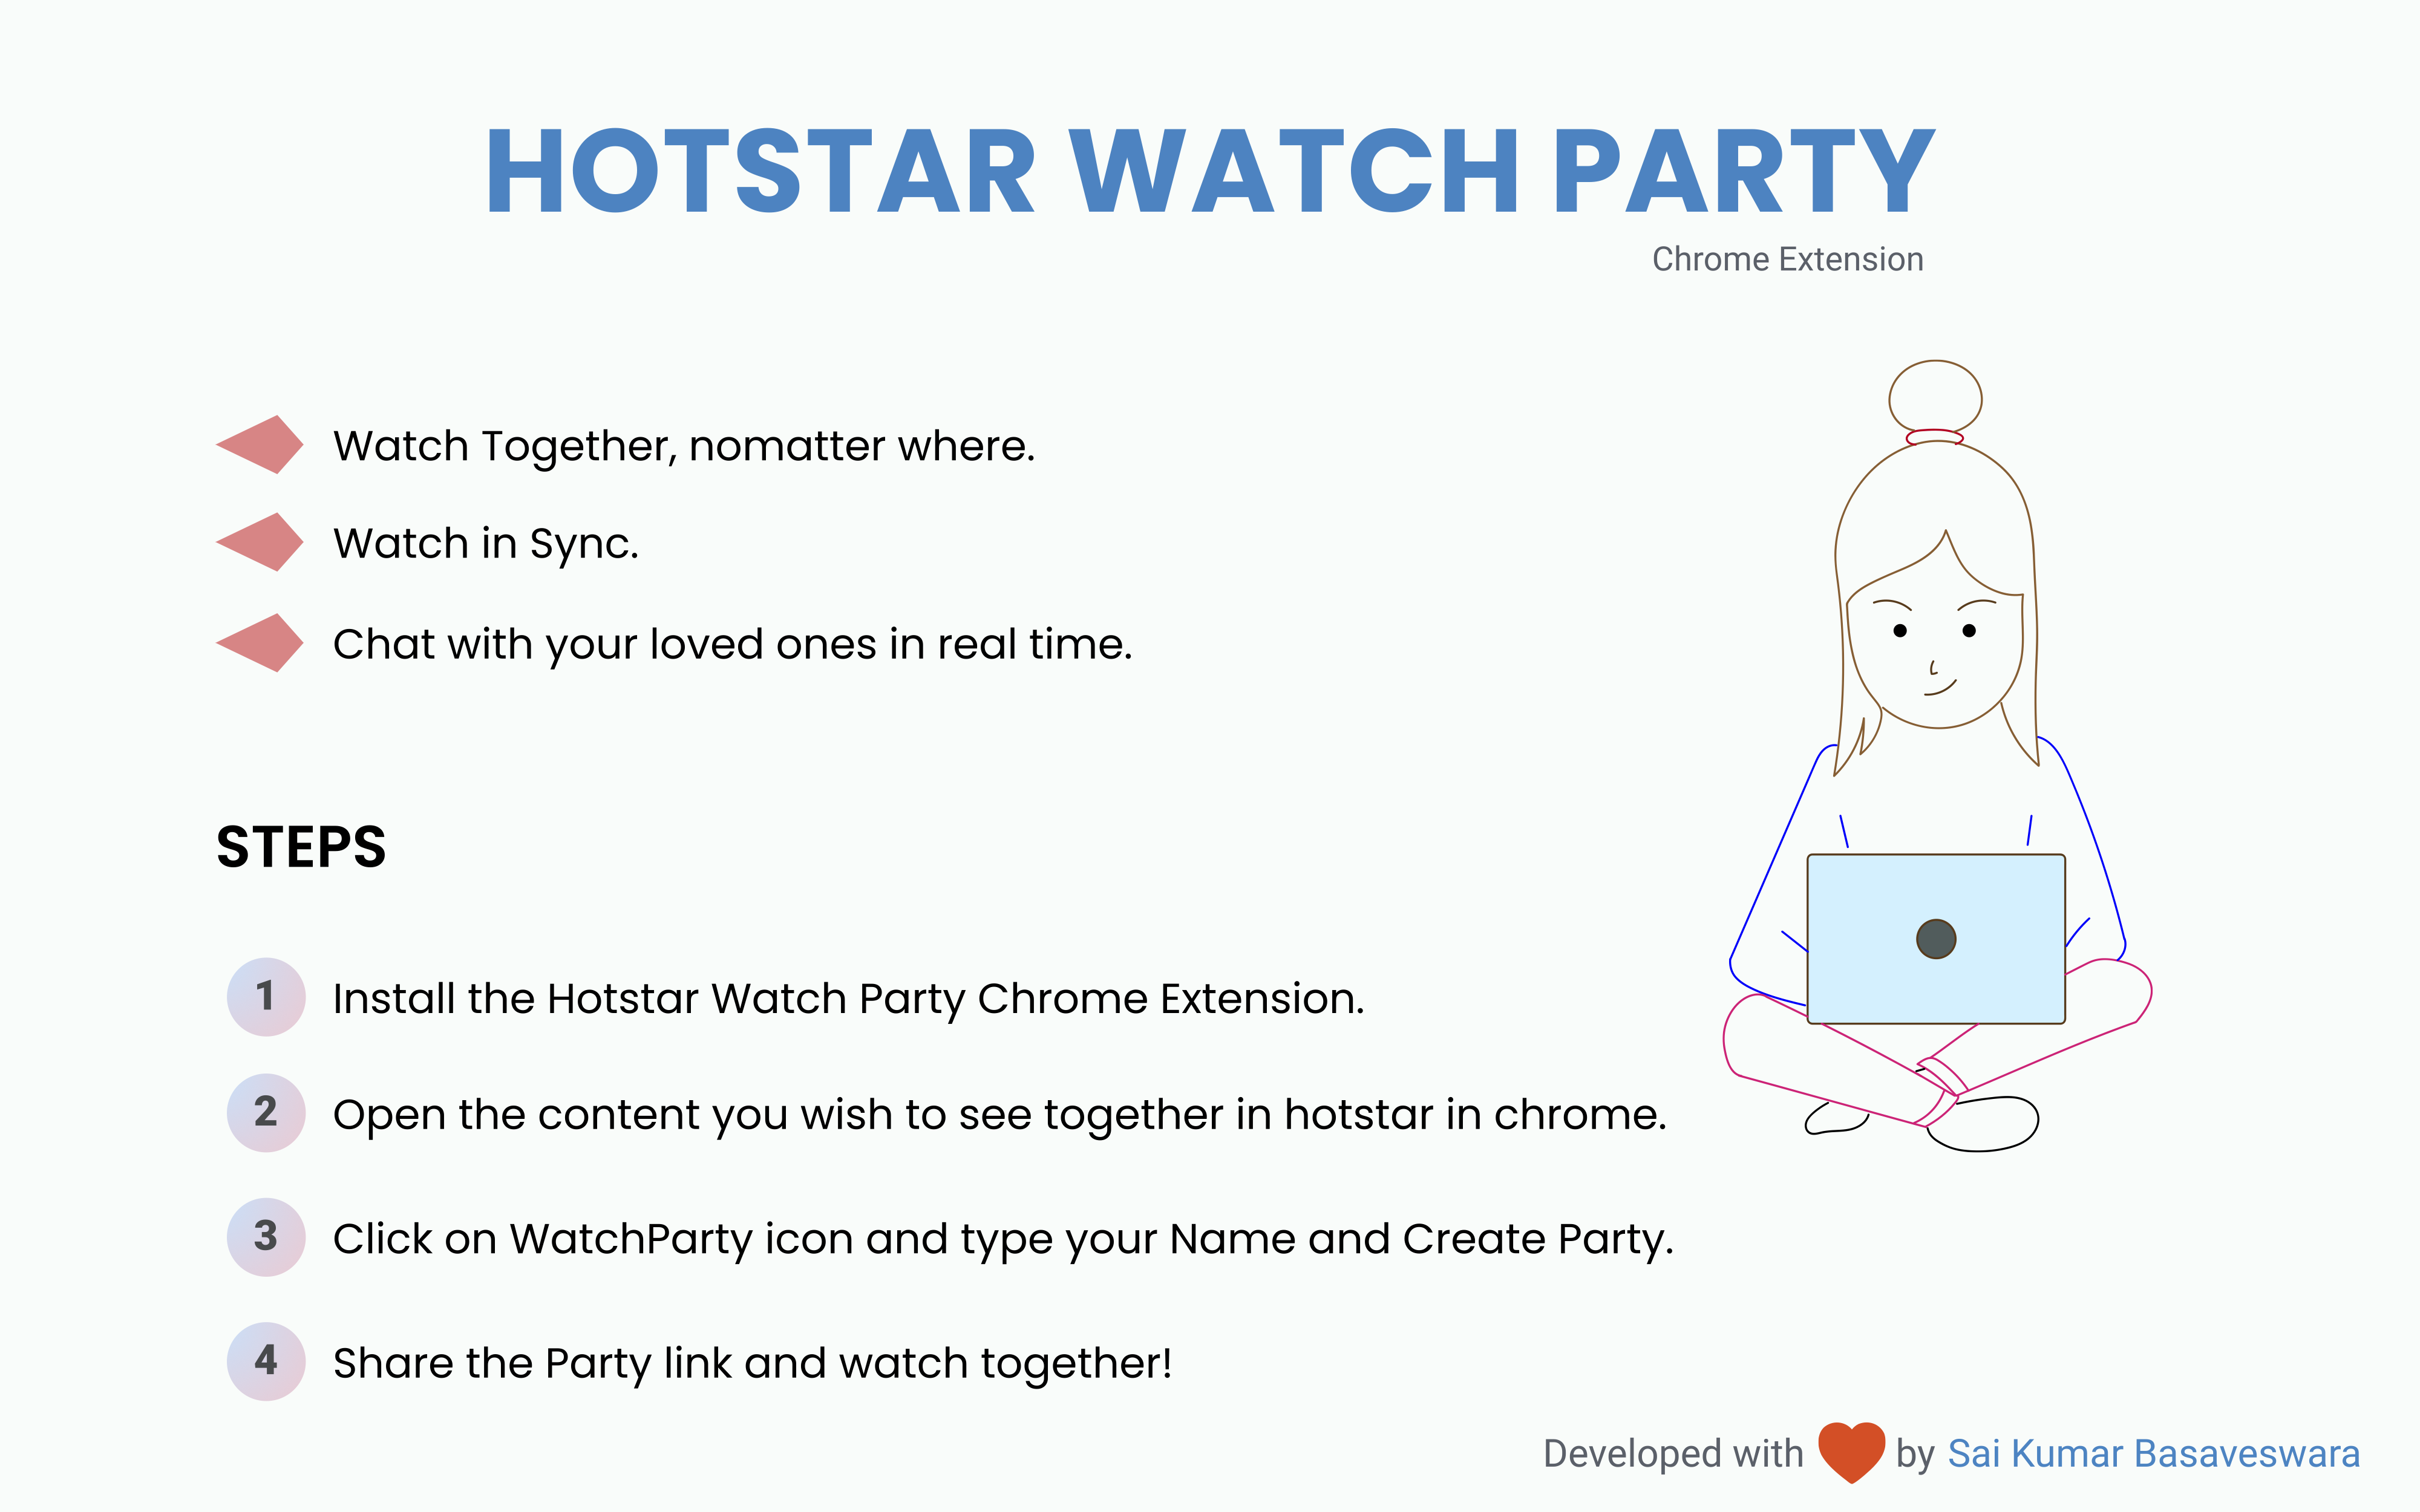 HOTSTAR WATCH PARTY
Chrome Extension
Watch Together, nomatter where.
Watch in Sync.
Chat with your loved ones in real time.
STEPS
1 Install the Hotstar Watch Party Chrome Extension.
2 Open the content you wish to see together in hotstar in chrome.
3 Click on WatchParty icon and type your Name and Create Party.
4 Share the Party link and watch together!
Developed with by Sai Kumar Basaveswara